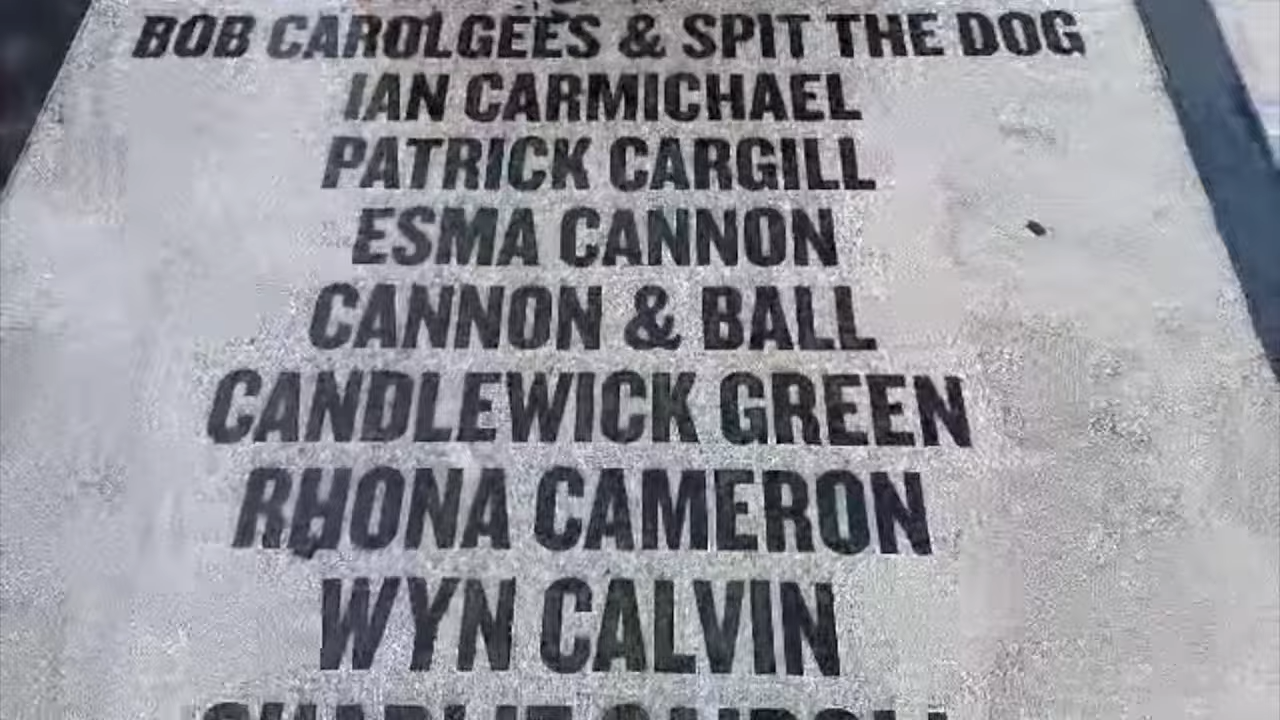 BOB CAROLGEES & SPIT THE DOG
IAN CARMICHAEL
PATRICK CARGILL
ESMA CANNON
CANNON & BALL
CANDLEWICK GREEN
RHONA CAMERON
WYN CALVIN